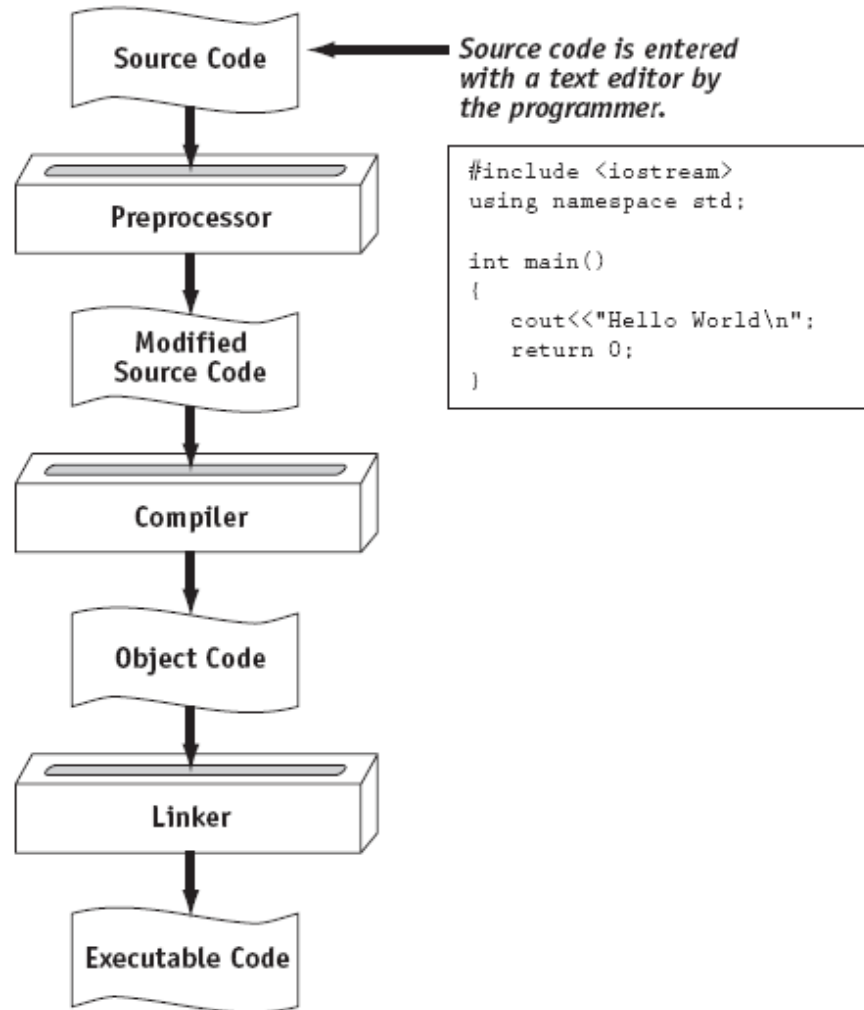 Source Code
Source code is entered
with a text editor by
the programmer.
Preprocessor
#include <iostream>
using namespace std;
int main()
{
cout<<"Hello World\n";
return 0;
}
Modified
Source Code
Compiler
Object Code
Linker
Executable Code